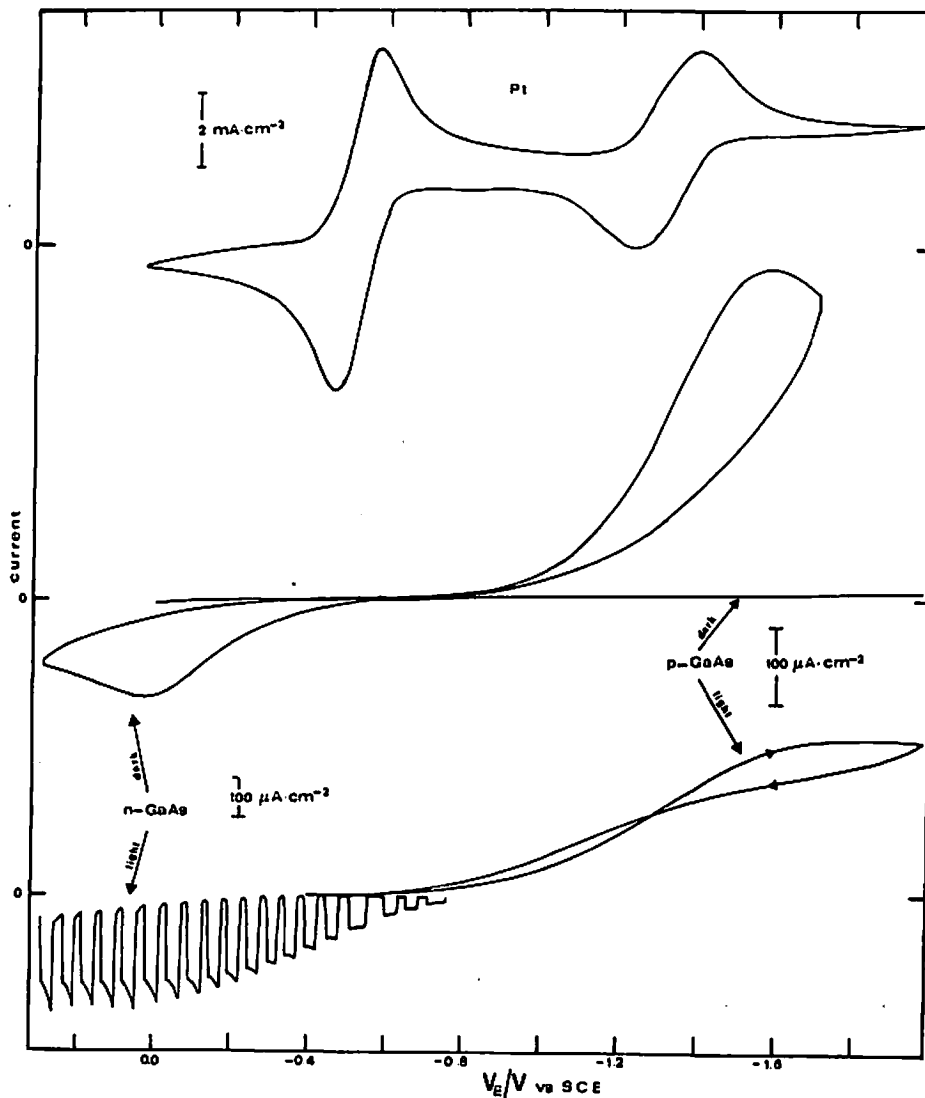 Pt
2 mA·cm⁻²
0
current
0
dark
p-GaAs
100 μA·cm⁻²
light
dark
n-GaAs
100 μA·cm⁻²
light
0
0.0
-0.4
-0.8
-1.2
-1.6
V_E/V vs SCE